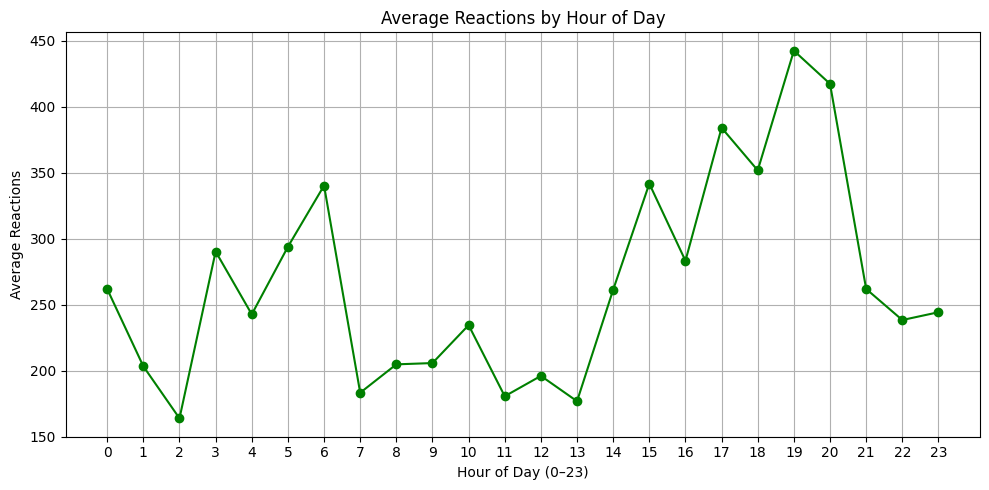 Average Reactions by Hour of Day
450
400
350
300
250
200
150
Average Reactions
0 1 2 3 4 5 6 7 8 9 10 11 12 13 14 15 16 17 18 19 20 21 22 23
Hour of Day (0–23)